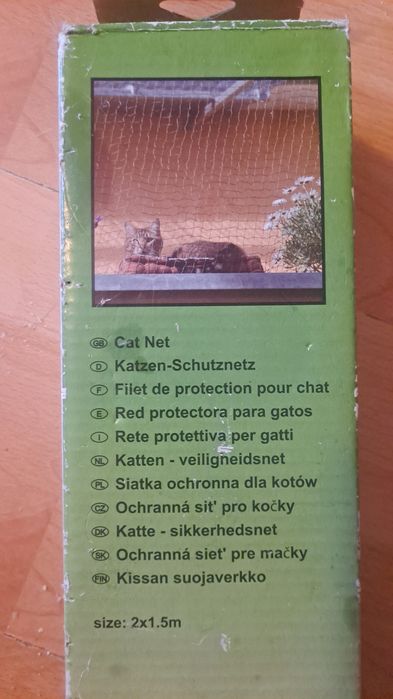 GB Cat Net
D Katzen-Schutznetz
F Filet de protection pour chat
E Red protectora para gatos
I Rete protettiva per gatti
NL Katten - veiligneidsnet
PL Siatka ochronna dla kotów
CZ Ochranná sit' pro kočky
DK Katte - sikkerhedsnet
SK Ochranná siet' pre mačky
FIN Kissan suojaverkko
size: 2x1.5m